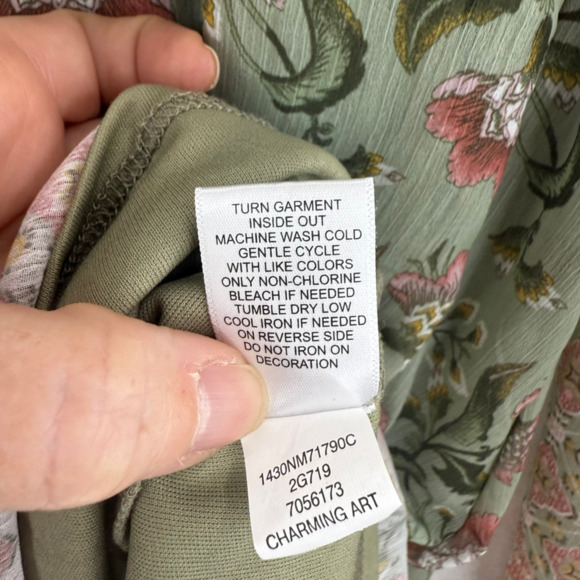 TURN GARMENT
INSIDE OUT
MACHINE WASH COLD
GENTLE CYCLE
WITH LIKE COLORS
ONLY NON-CHLORINE
BLEACH IF NEEDED
TUMBLE DRY LOW
COOL IRON IF NEEDED
ON REVERSE SIDE
DO NOT IRON ON
DECORATION
1430NM71790C
2G719
7056173
CHARMING ART